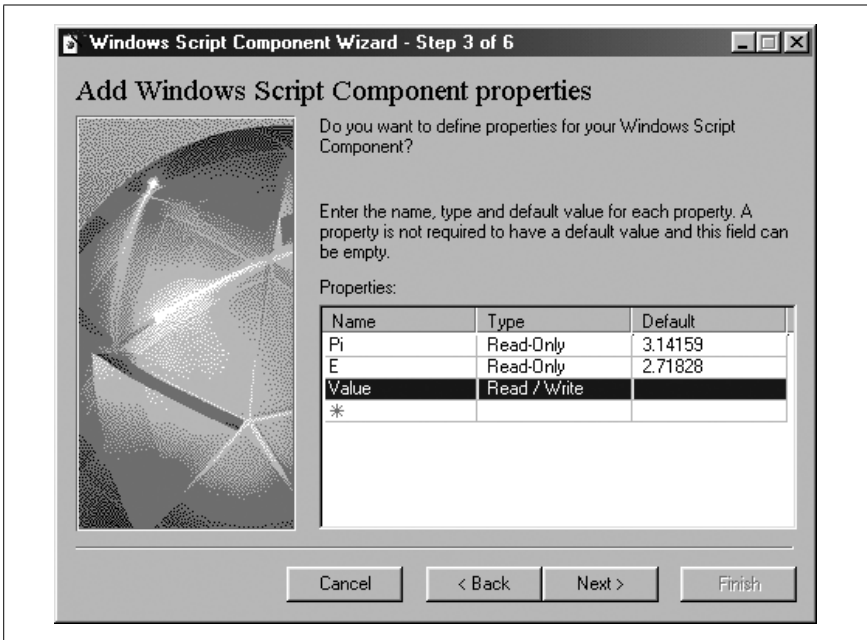 Windows Script Component Wizard - Step 3 of 6
Add Windows Script Component properties
Do you want to define properties for your Windows Script
Component?
Enter the name, type and default value for each property. A
property is not required to have a default value and this field can
be empty.
Properties:
Name Type Default
Pi Read-Only 3.14159
E Read-Only 2.71828
Value Read / Write
*
Cancel < Back Next > Finish